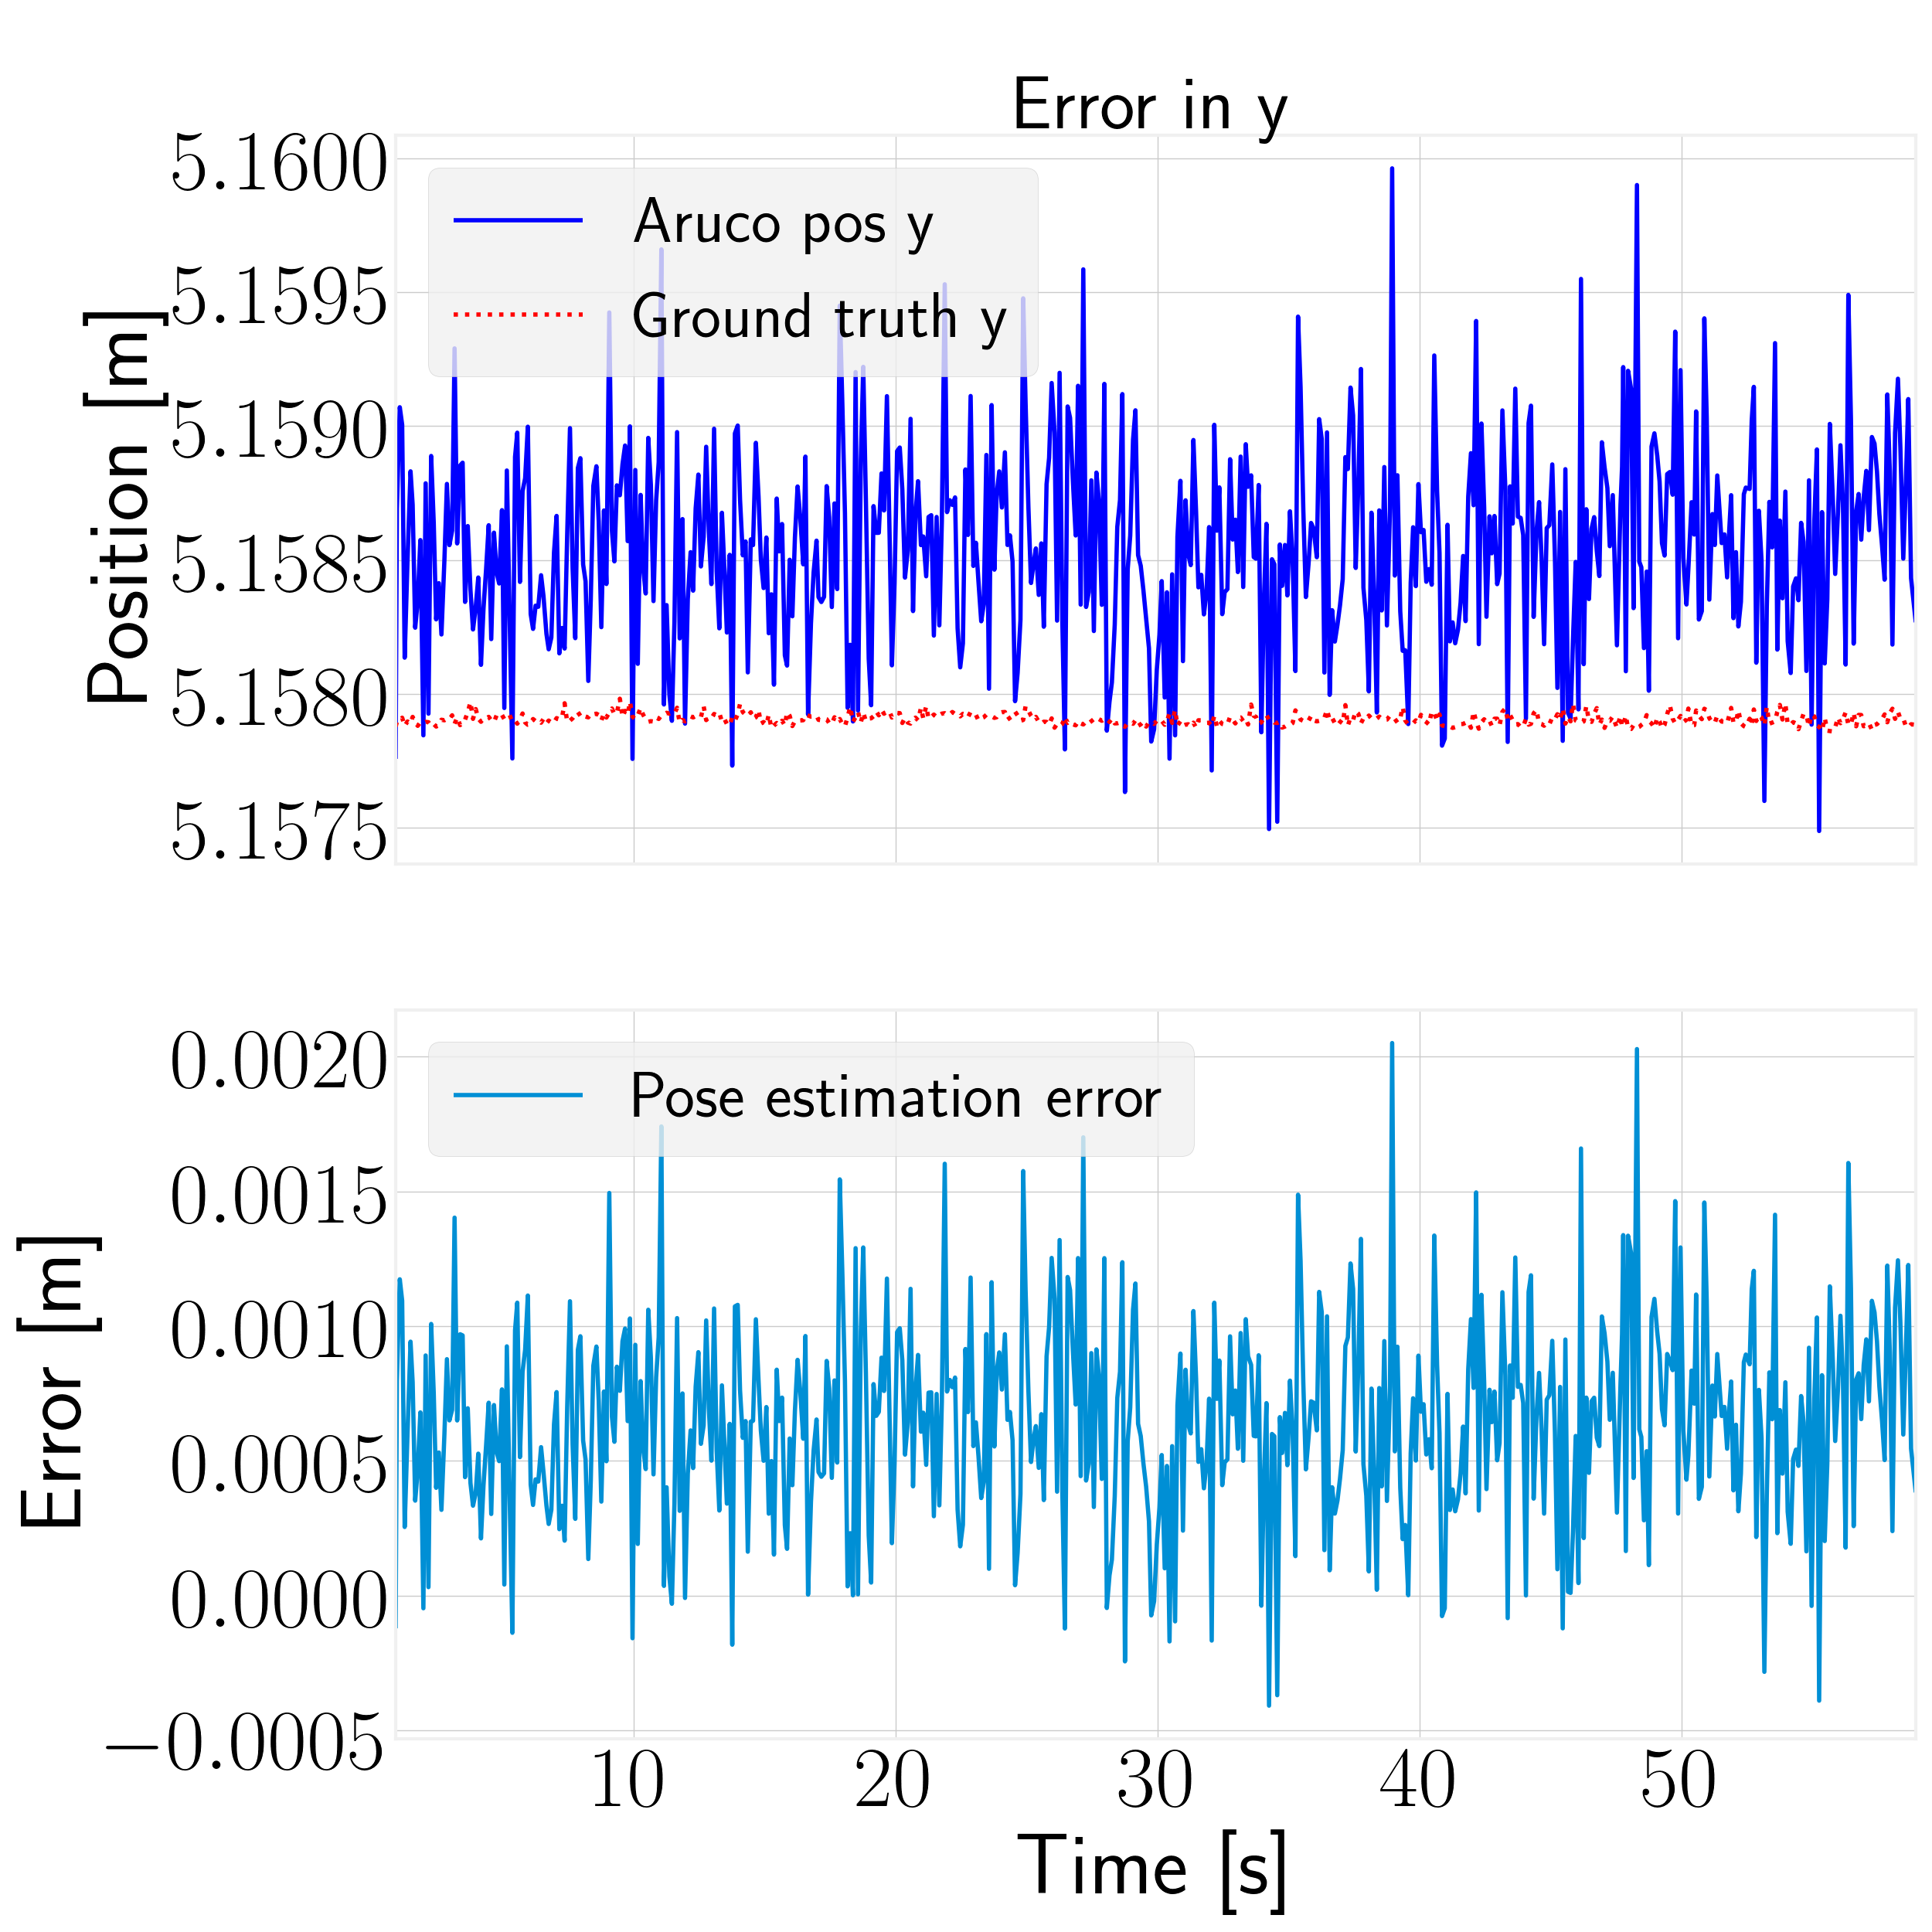 Error in y
Position [m]
5.1600
5.1595
5.1590
5.1585
5.1580
5.1575
Aruco pos y
Ground truth y
Error [m]
0.0020
0.0015
0.0010
0.0005
0.0000
−0.0005
Pose estimation error
10 20 30 40 50
Time [s]